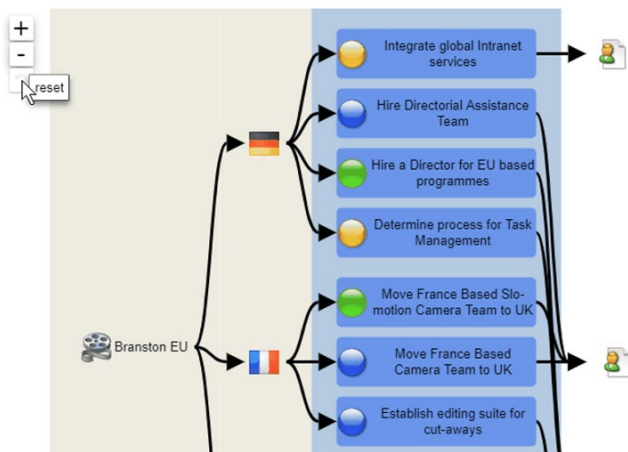 +
-
reset
Integrate global Intranet
services
Hire Directorial Assistance
Team
Hire a Director for EU based
programmes
Determine process for Task
Management
Move France Based Slo-
motion Camera Team to UK
Branston EU
Move France Based
Camera Team to UK
Establish editing suite for
cut-aways